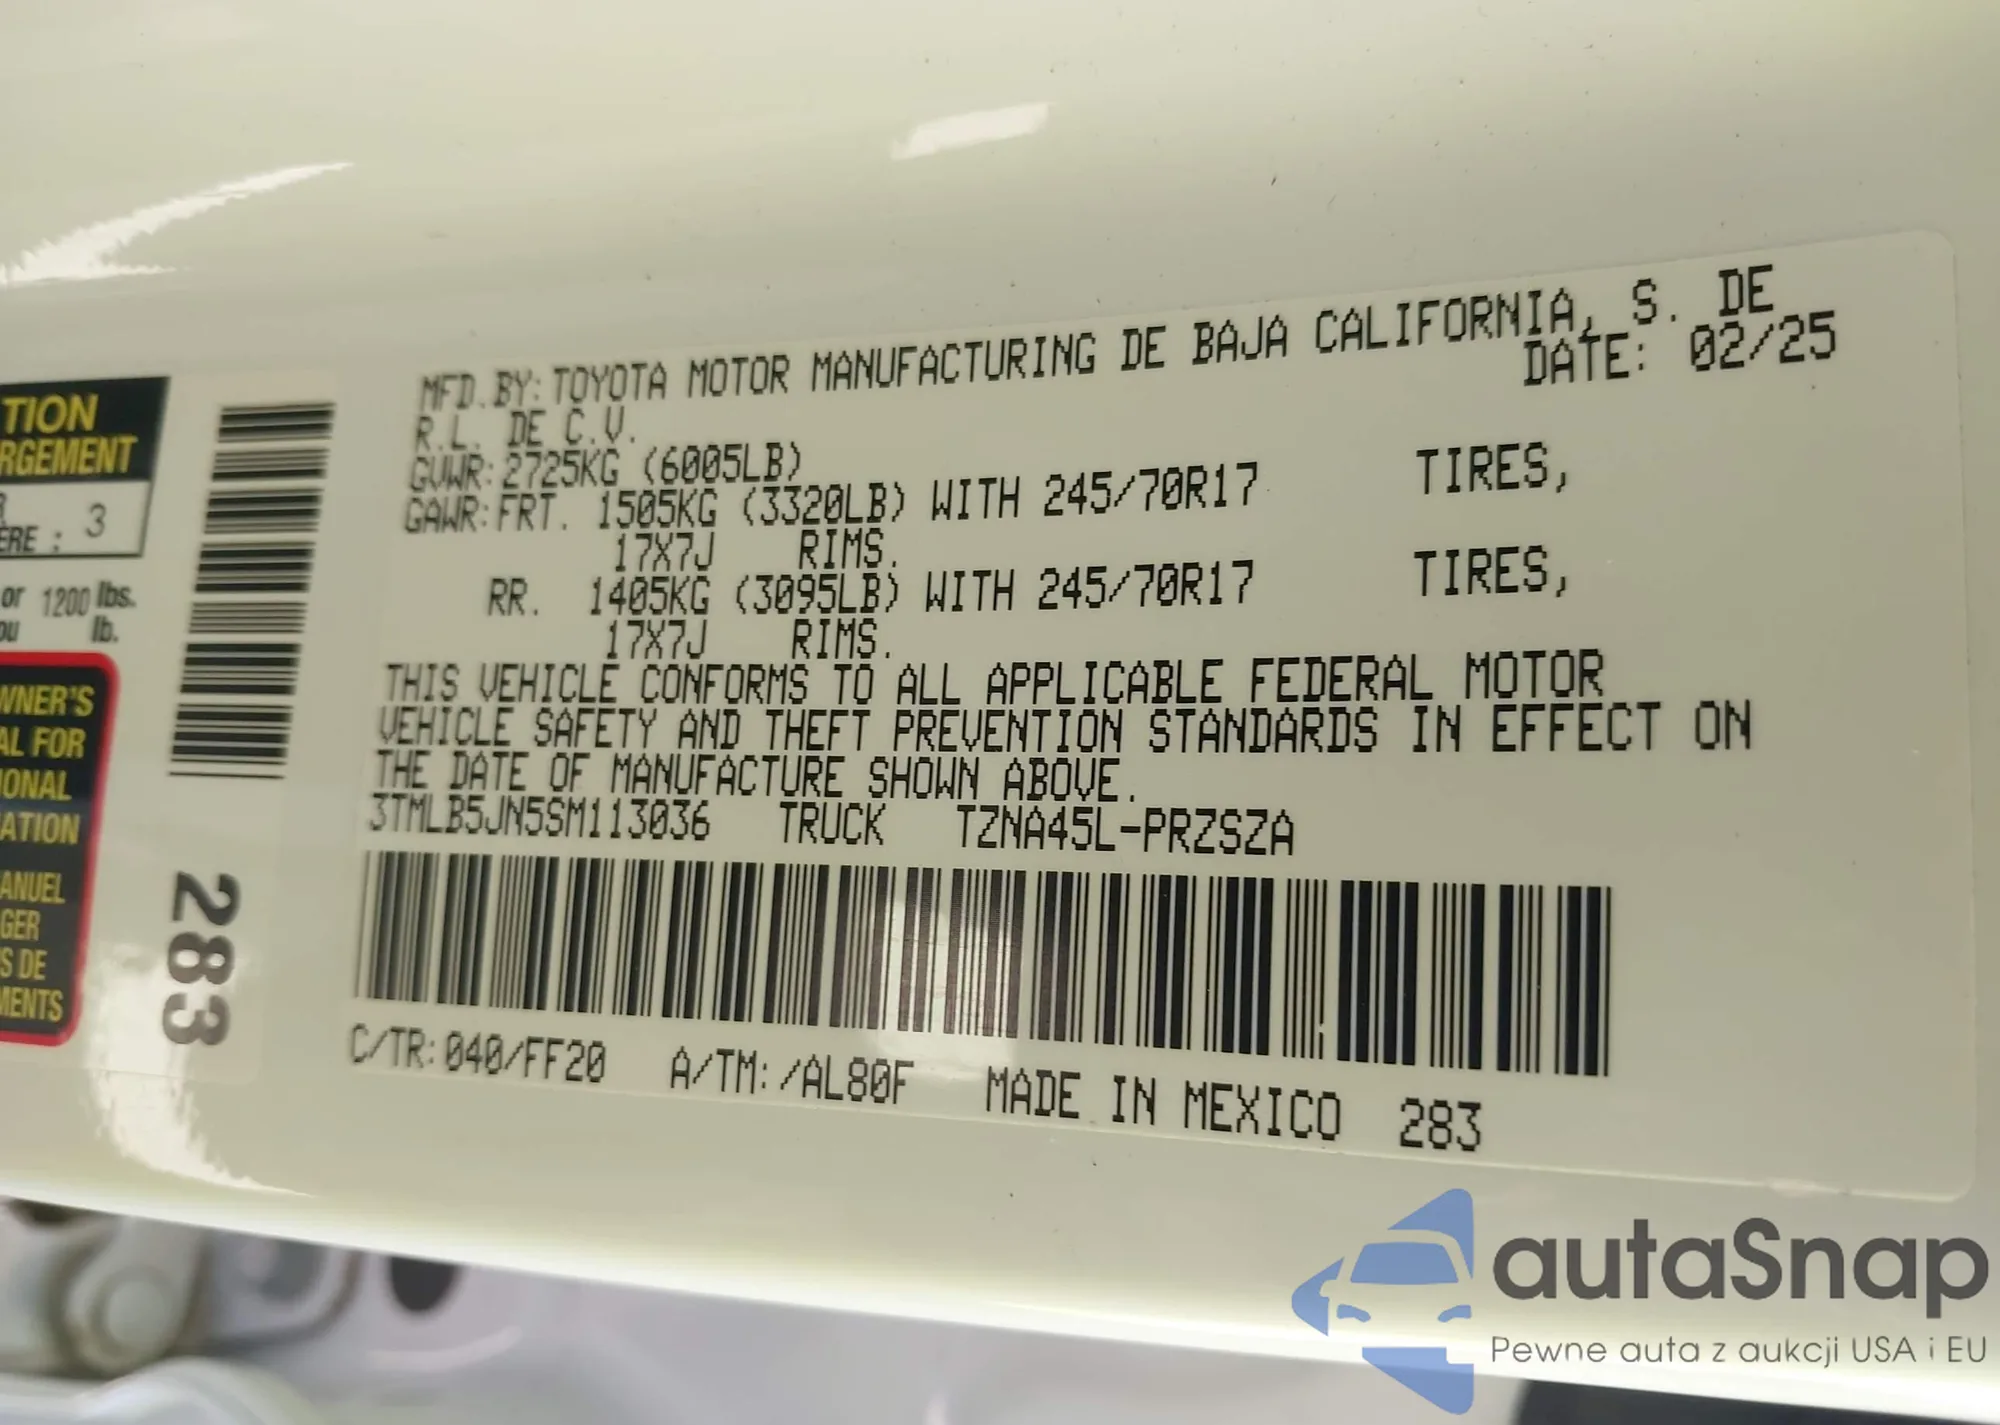 TION
RGEMENT
ERE : 3
or 1200 lbs.
lb.
WNER'S
AL FOR
IONAL
ATION
ANUEL
GER
S DE
MENTS
283
MFD.BY: TOYOTA MOTOR MANUFACTURING DE BAJA CALIFORNIA, S. DE
R.L. DE C.V.
DATE: 02/25
GVWR: 2725KG (6005LB)
GAWR: FRT. 1505KG (3320LB) WITH 245/70R17 TIRES,
17X7J RIMS.
RR. 1405KG (3095LB) WITH 245/70R17 TIRES,
17X7J RIMS.
THIS VEHICLE CONFORMS TO ALL APPLICABLE FEDERAL MOTOR
VEHICLE SAFETY AND THEFT PREVENTION STANDARDS IN EFFECT ON
THE DATE OF MANUFACTURE SHOWN ABOVE.
3TMLB5JN5SM113036 TRUCK TZNA45L-PRZSZA
C/TR: 040/FF20 A/TM: /AL80F MADE IN MEXICO 283
autaSnap
Pewne auta z aukcji USA i EU